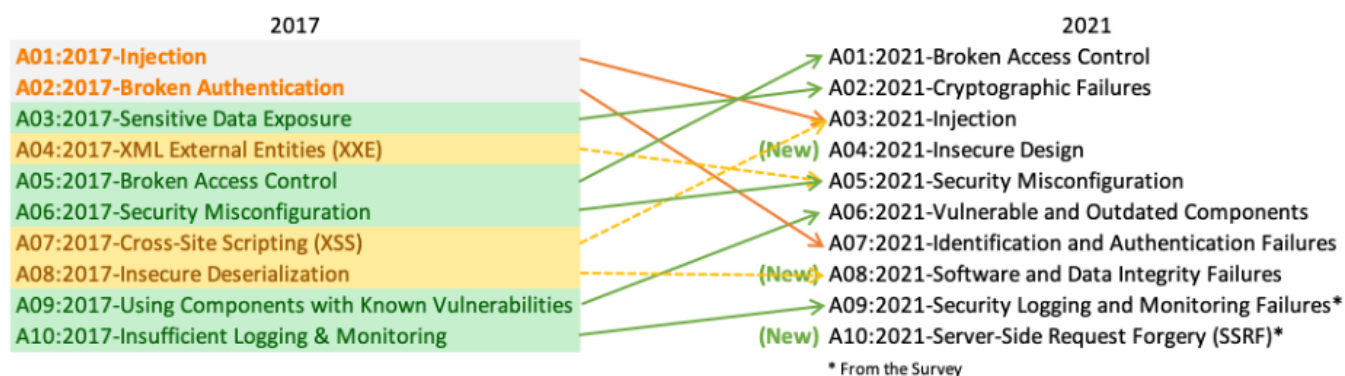 2017
A01:2017-Injection
A02:2017-Broken Authentication
A03:2017-Sensitive Data Exposure
A04:2017-XML External Entities (XXE)
A05:2017-Broken Access Control
A06:2017-Security Misconfiguration
A07:2017-Cross-Site Scripting (XSS)
A08:2017-Insecure Deserialization
A09:2017-Using Components with Known Vulnerabilities
A10:2017-Insufficient Logging & Monitoring
2021
A01:2021-Broken Access Control
A02:2021-Cryptographic Failures
A03:2021-Injection
(New) A04:2021-Insecure Design
A05:2021-Security Misconfiguration
A06:2021-Vulnerable and Outdated Components
A07:2021-Identification and Authentication Failures
(New) A08:2021-Software and Data Integrity Failures
A09:2021-Security Logging and Monitoring Failures*
(New) A10:2021-Server-Side Request Forgery (SSRF)*
* From the Survey